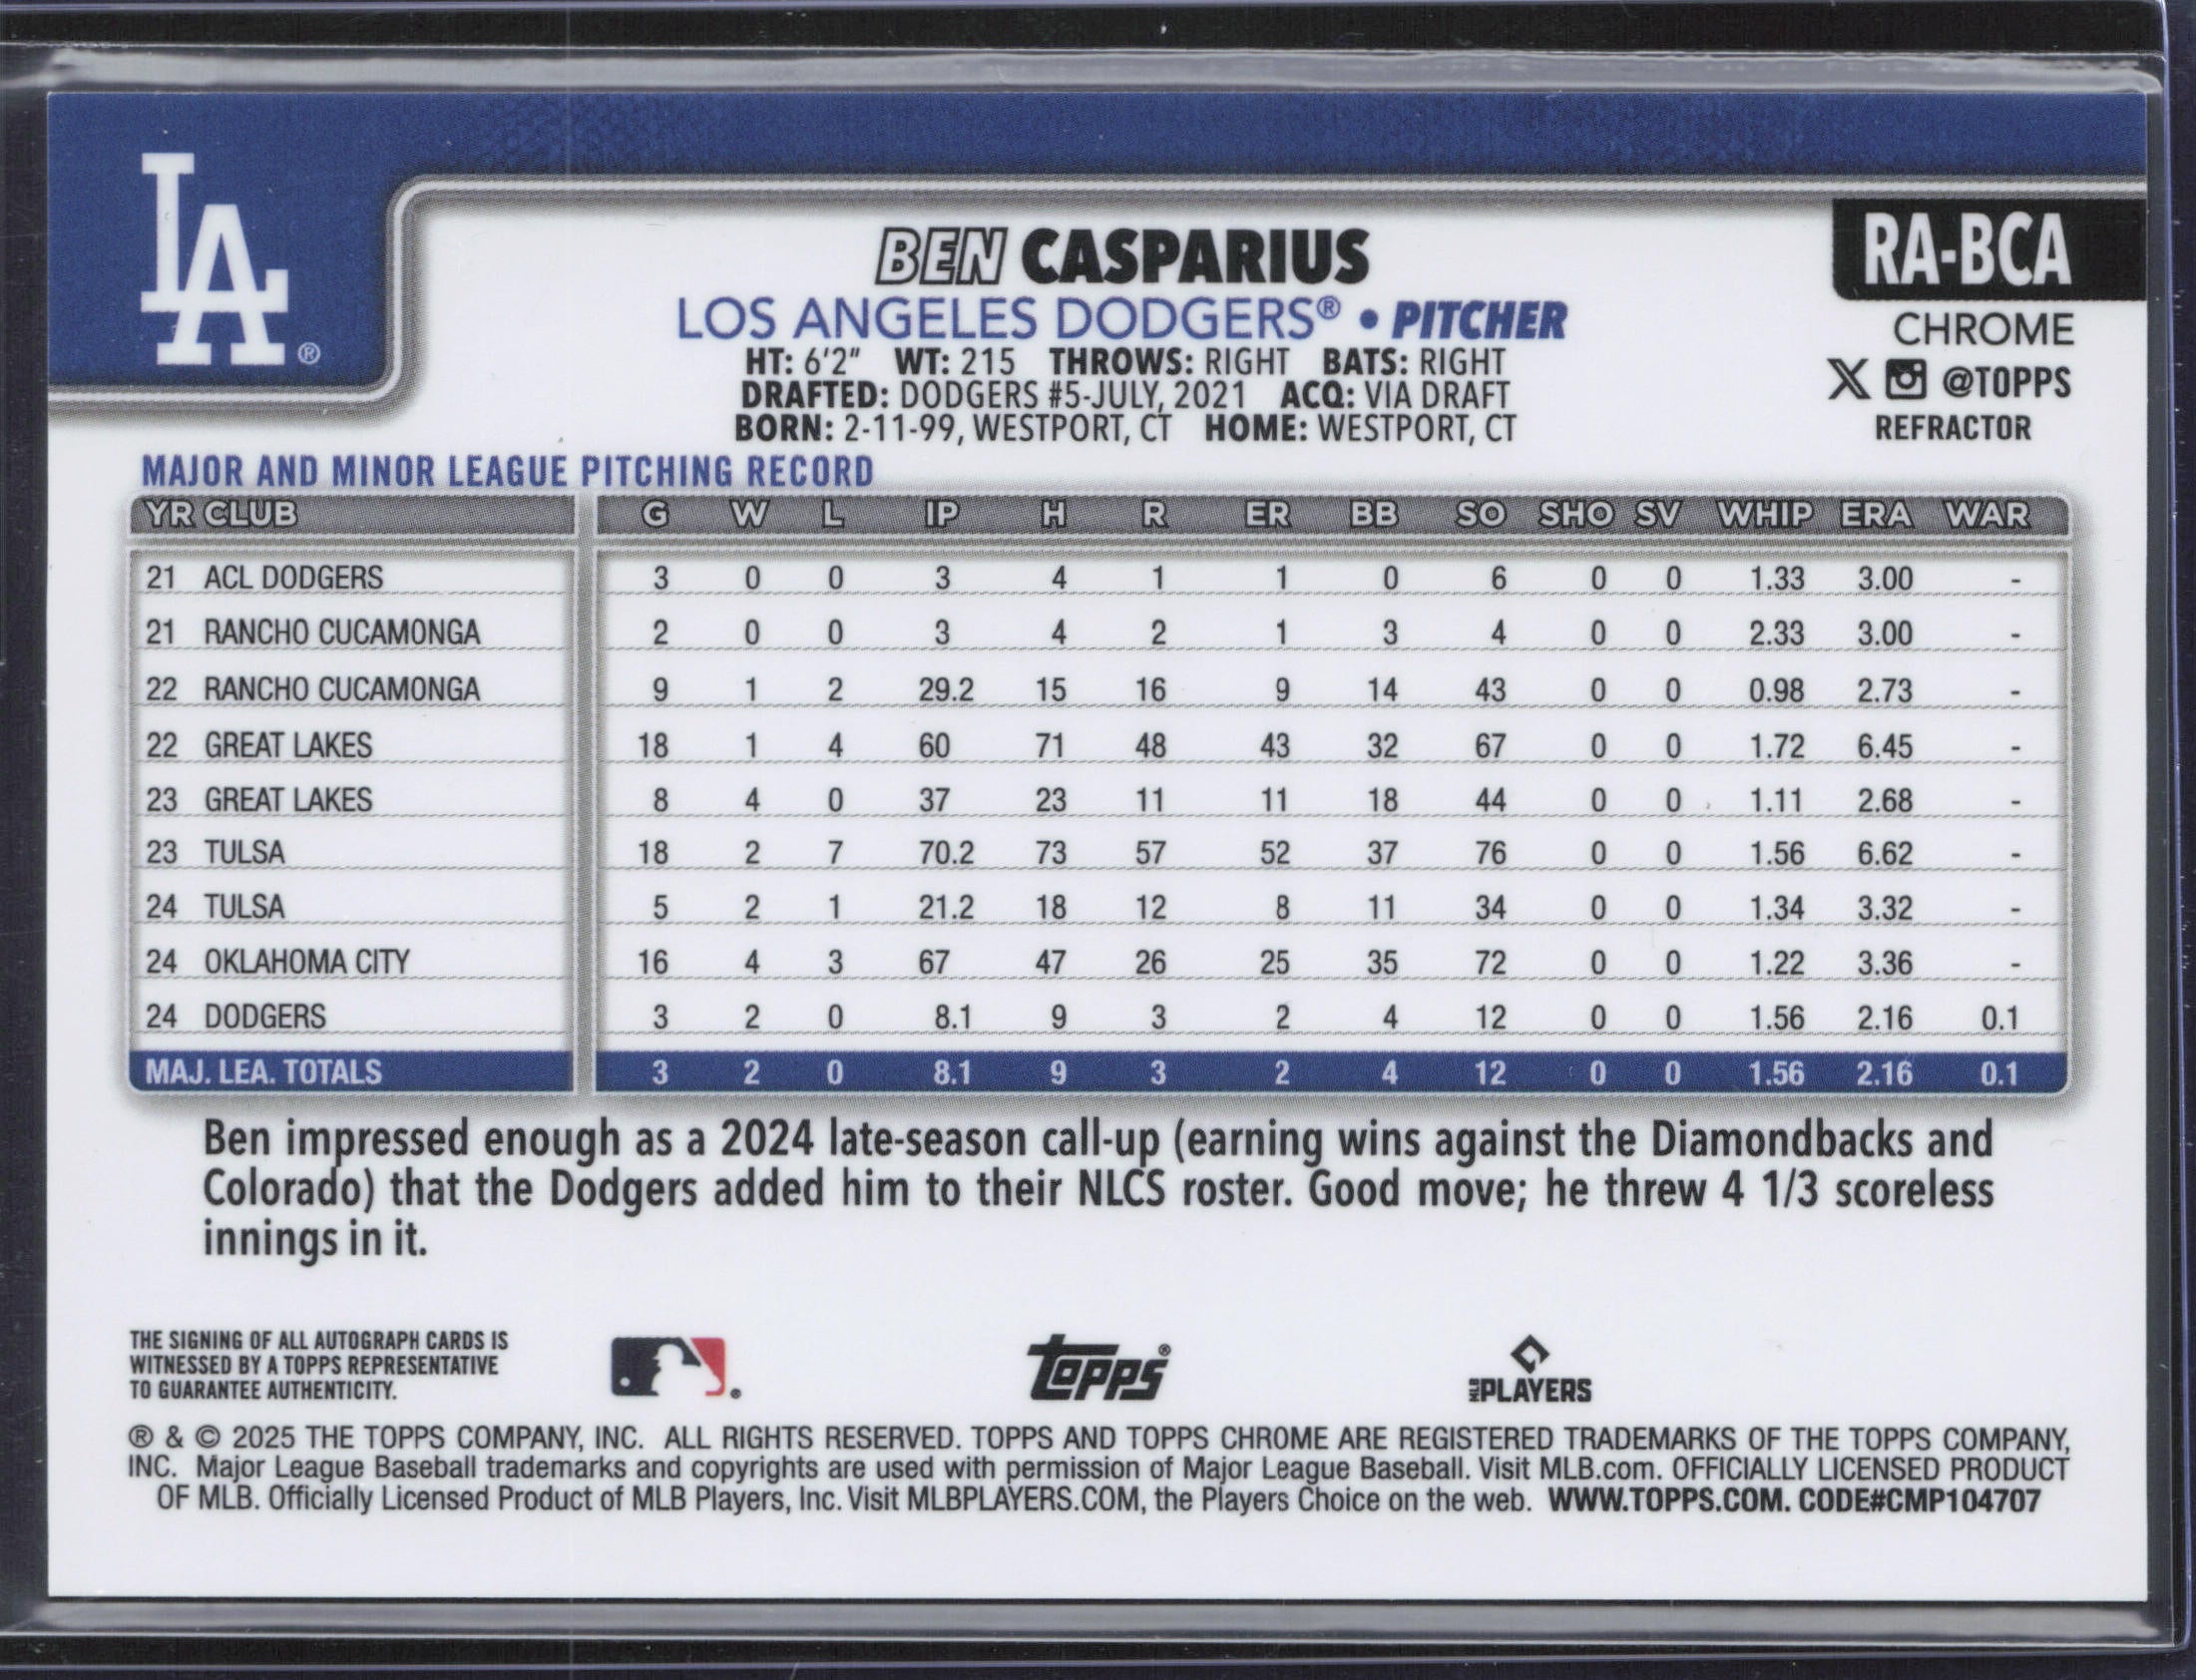 LA®
BEN CASPARIUS
LOS ANGELES DODGERS® • PITCHER
HT: 6'2" WT: 215 THROWS: RIGHT BATS: RIGHT
DRAFTED: DODGERS #5-JULY, 2021 ACQ: VIA DRAFT
BORN: 2-11-99, WESTPORT, CT HOME: WESTPORT, CT
RA-BCA
CHROME
X @TOPPS
REFRACTOR
MAJOR AND MINOR LEAGUE PITCHING RECORD
YR CLUB G W L IP H R ER BB SO SHO SV WHIP ERA WAR
21 ACL DODGERS 3 0 0 3 4 1 1 0 6 0 0 1.33 3.00 -
21 RANCHO CUCAMONGA 2 0 0 3 4 2 1 3 4 0 0 2.33 3.00 -
22 RANCHO CUCAMONGA 9 1 2 29.2 15 16 9 14 43 0 0 0.98 2.73 -
22 GREAT LAKES 18 1 4 60 71 48 43 32 67 0 0 1.72 6.45 -
23 GREAT LAKES 8 4 0 37 23 11 11 18 44 0 0 1.11 2.68 -
23 TULSA 18 2 7 70.2 73 57 52 37 76 0 0 1.56 6.62 -
24 TULSA 5 2 1 21.2 18 12 8 11 34 0 0 1.34 3.32 -
24 OKLAHOMA CITY 16 4 3 67 47 26 25 35 72 0 0 1.22 3.36 -
24 DODGERS 3 2 0 8.1 9 3 2 4 12 0 0 1.56 2.16 0.1
MAJ. LEA. TOTALS 3 2 0 8.1 9 3 2 4 12 0 0 1.56 2.16 0.1
Ben impressed enough as a 2024 late-season call-up (earning wins against the Diamondbacks and
Colorado) that the Dodgers added him to their NLCS roster. Good move; he threw 4 1/3 scoreless
innings in it.
THE SIGNING OF ALL AUTOGRAPH CARDS IS
WITNESSED BY A TOPPS REPRESENTATIVE
TO GUARANTEE AUTHENTICITY.
topps®
MLB PLAYERS
® & © 2025 THE TOPPS COMPANY, INC. ALL RIGHTS RESERVED. TOPPS AND TOPPS CHROME ARE REGISTERED TRADEMARKS OF THE TOPPS COMPANY,
INC. Major League Baseball trademarks and copyrights are used with permission of Major League Baseball. Visit MLB.com. OFFICIALLY LICENSED PRODUCT
OF MLB. Officially Licensed Product of MLB Players, Inc. Visit MLBPLAYERS.COM, the Players Choice on the web. WWW.TOPPS.COM. CODE#CMP104707